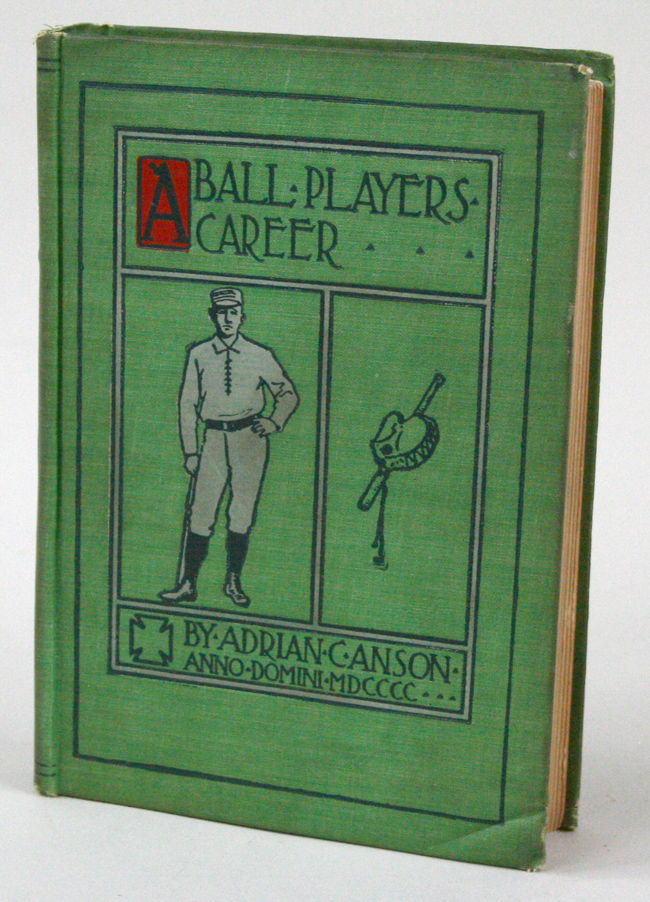 A BALL·PLAYERS·
CAREER · · ·
BY·ADRIAN·C·ANSON·
ANNO·DOMINI·MDCCCC···